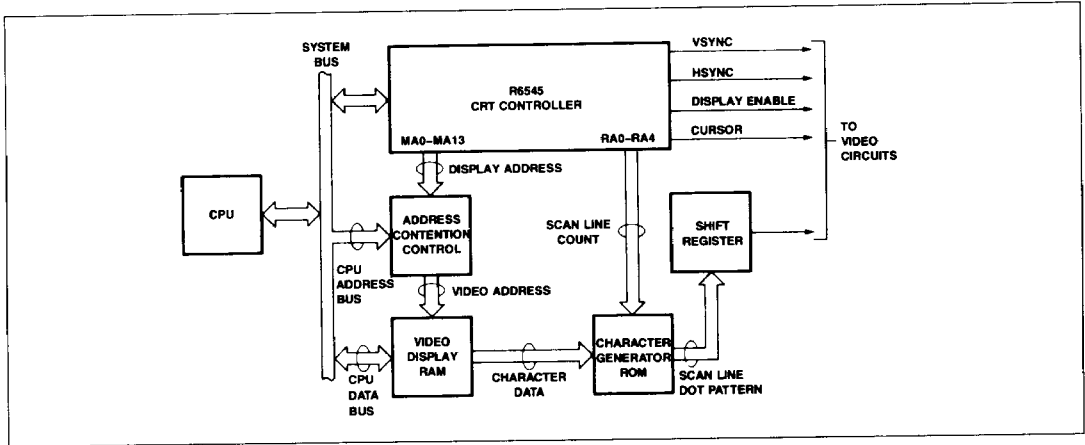 SYSTEM
BUS
R6545
CRT CONTROLLER
MA0–MA13
RA0–RA4
VSYNC
HSYNC
DISPLAY ENABLE
CURSOR
TO
VIDEO
CIRCUITS
DISPLAY ADDRESS
CPU
ADDRESS
CONTENTION
CONTROL
SCAN LINE
COUNT
SHIFT
REGISTER
CPU
ADDRESS
BUS
VIDEO ADDRESS
VIDEO
DISPLAY
RAM
CHARACTER
GENERATOR
ROM
CPU
DATA
BUS
CHARACTER
DATA
SCAN LINE
DOT PATTERN